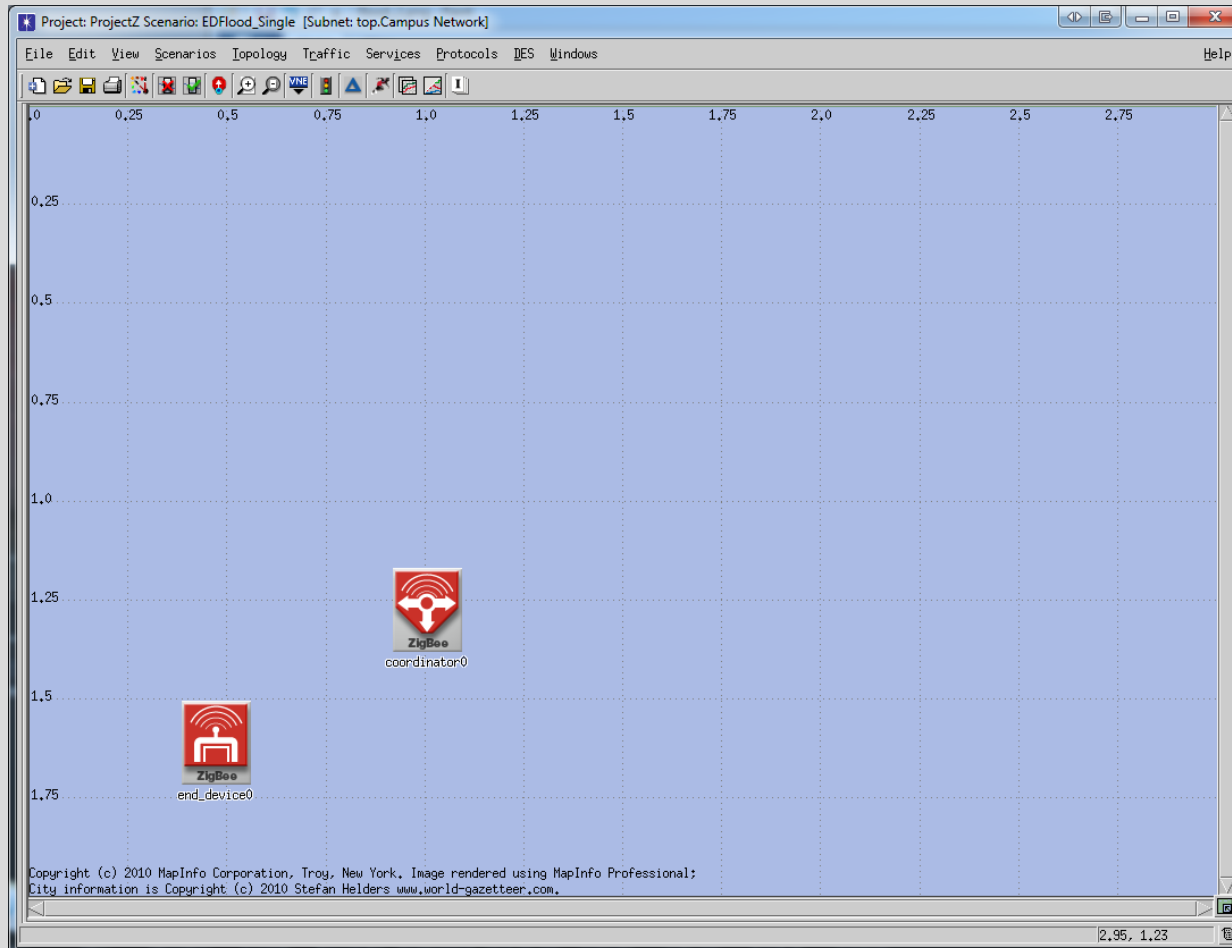 Project: ProjectZ Scenario: EDFlood_Single [Subnet: top.Campus Network]
File Edit View Scenarios Topology Traffic Services Protocols DES Windows Help
VNE
.0 0.25 0.5 0.75 1.0 1.25 1.5 1.75 2.0 2.25 2.5 2.75
0.25
0.5
0.75
1.0
1.25
ZigBee
coordinator0
1.5
ZigBee
end_device0
1.75
Copyright (c) 2010 MapInfo Corporation, Troy, New York. Image rendered using MapInfo Professional;
City information is Copyright (c) 2010 Stefan Helders www.world-gazetteer.com.
2.95, 1.23